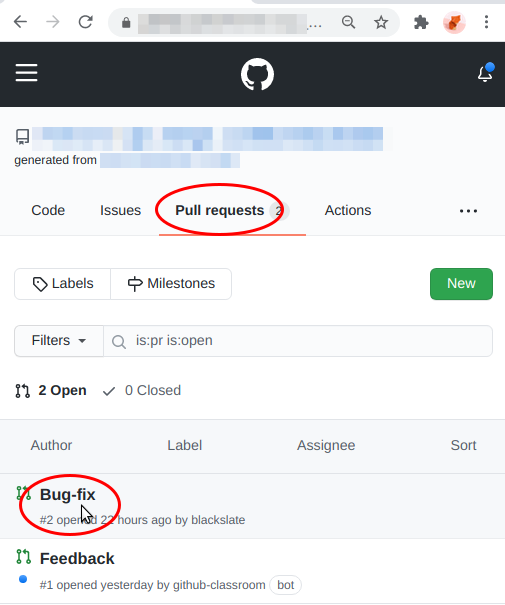 ...
generated from
Code Issues Pull requests 2 Actions ...
Labels Milestones New
Filters is:pr is:open
2 Open 0 Closed
Author Label Assignee Sort
Bug-fix
#2 opened 22 hours ago by blackslate
Feedback
#1 opened yesterday by github-classroom bot